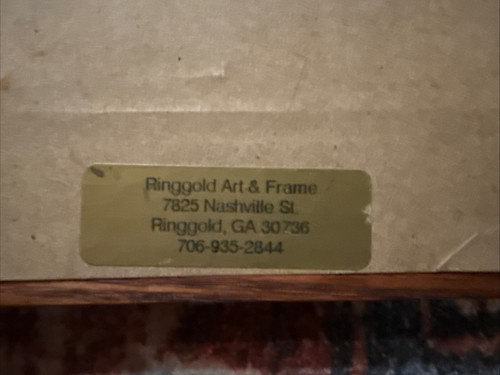 Ringgold Art & Frame
7825 Nashville St.
Ringgold, GA 30736
706-935-2844